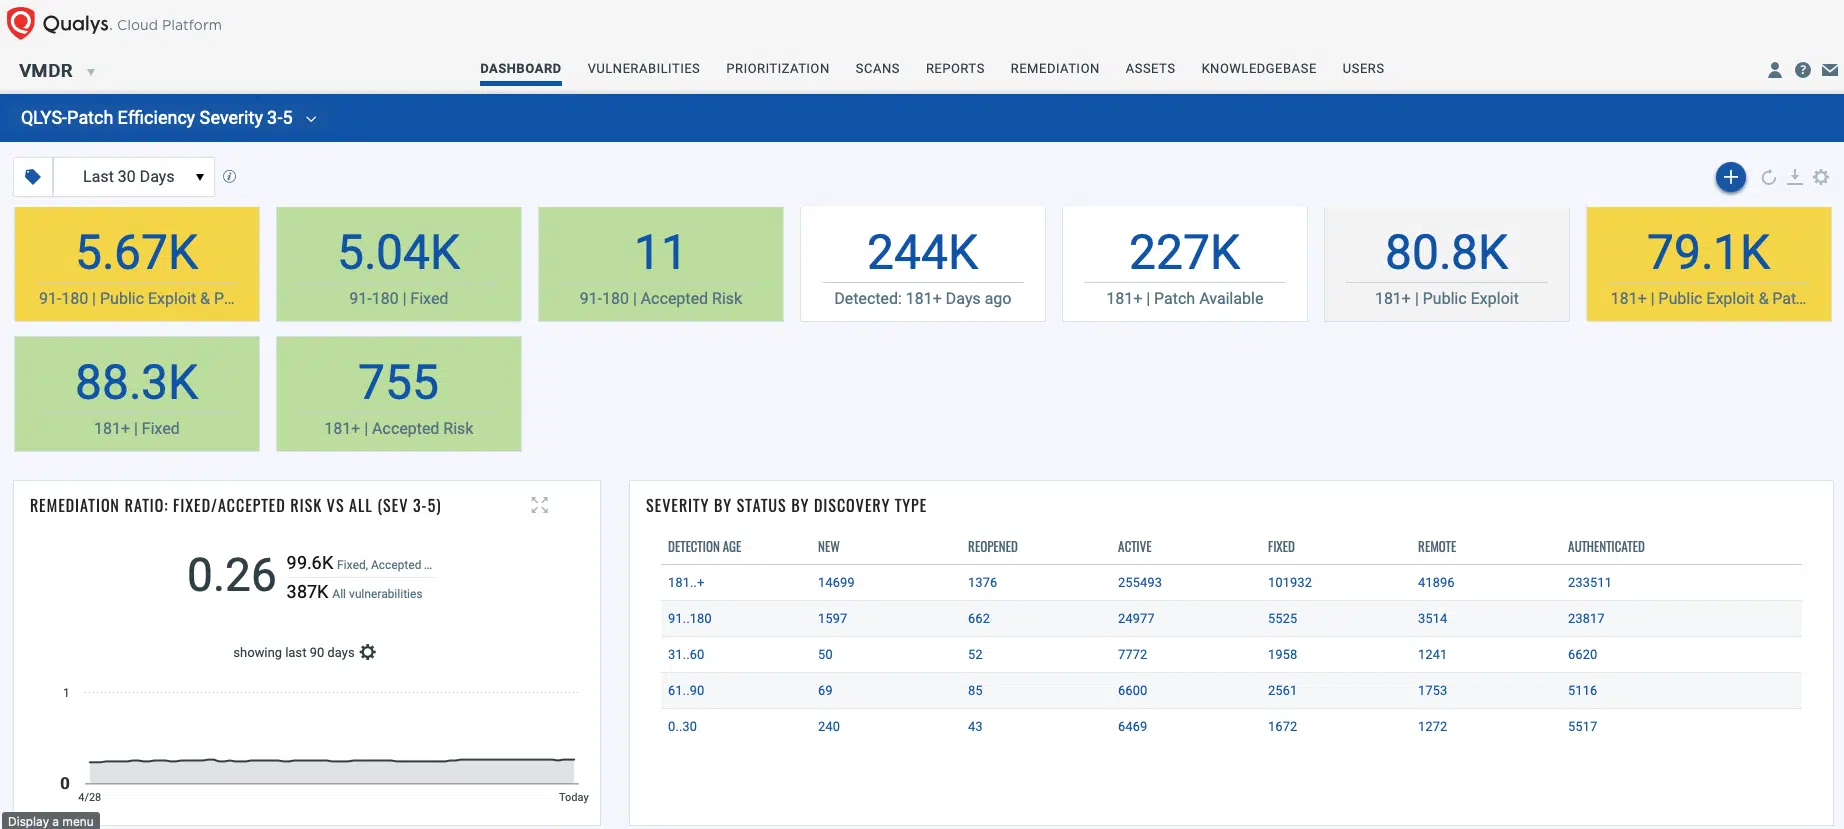 Qualys. Cloud Platform
VMDR
DASHBOARD VULNERABILITIES PRIORITIZATION SCANS REPORTS REMEDIATION ASSETS KNOWLEDGEBASE USERS
QLYS-Patch Efficiency Severity 3-5
Last 30 Days
5.67K
91-180 | Public Exploit & P...
5.04K
91-180 | Fixed
11
91-180 | Accepted Risk
244K
Detected: 181+ Days ago
227K
181+ | Patch Available
80.8K
181+ | Public Exploit
79.1K
181+ | Public Exploit & Pat...
88.3K
181+ | Fixed
755
181+ | Accepted Risk
REMEDIATION RATIO: FIXED/ACCEPTED RISK VS ALL (SEV 3-5)
0.26
99.6K Fixed, Accepted ...
387K All vulnerabilities
showing last 90 days
1
0
4/28 Today
SEVERITY BY STATUS BY DISCOVERY TYPE
DETECTION AGE NEW REOPENED ACTIVE FIXED REMOTE AUTHENTICATED
181..+ 14699 1376 255493 101932 41896 233511
91..180 1597 662 24977 5525 3514 23817
31..60 50 52 7772 1958 1241 6620
61..90 69 85 6600 2561 1753 5116
0..30 240 43 6469 1672 1272 5517
Display a menu